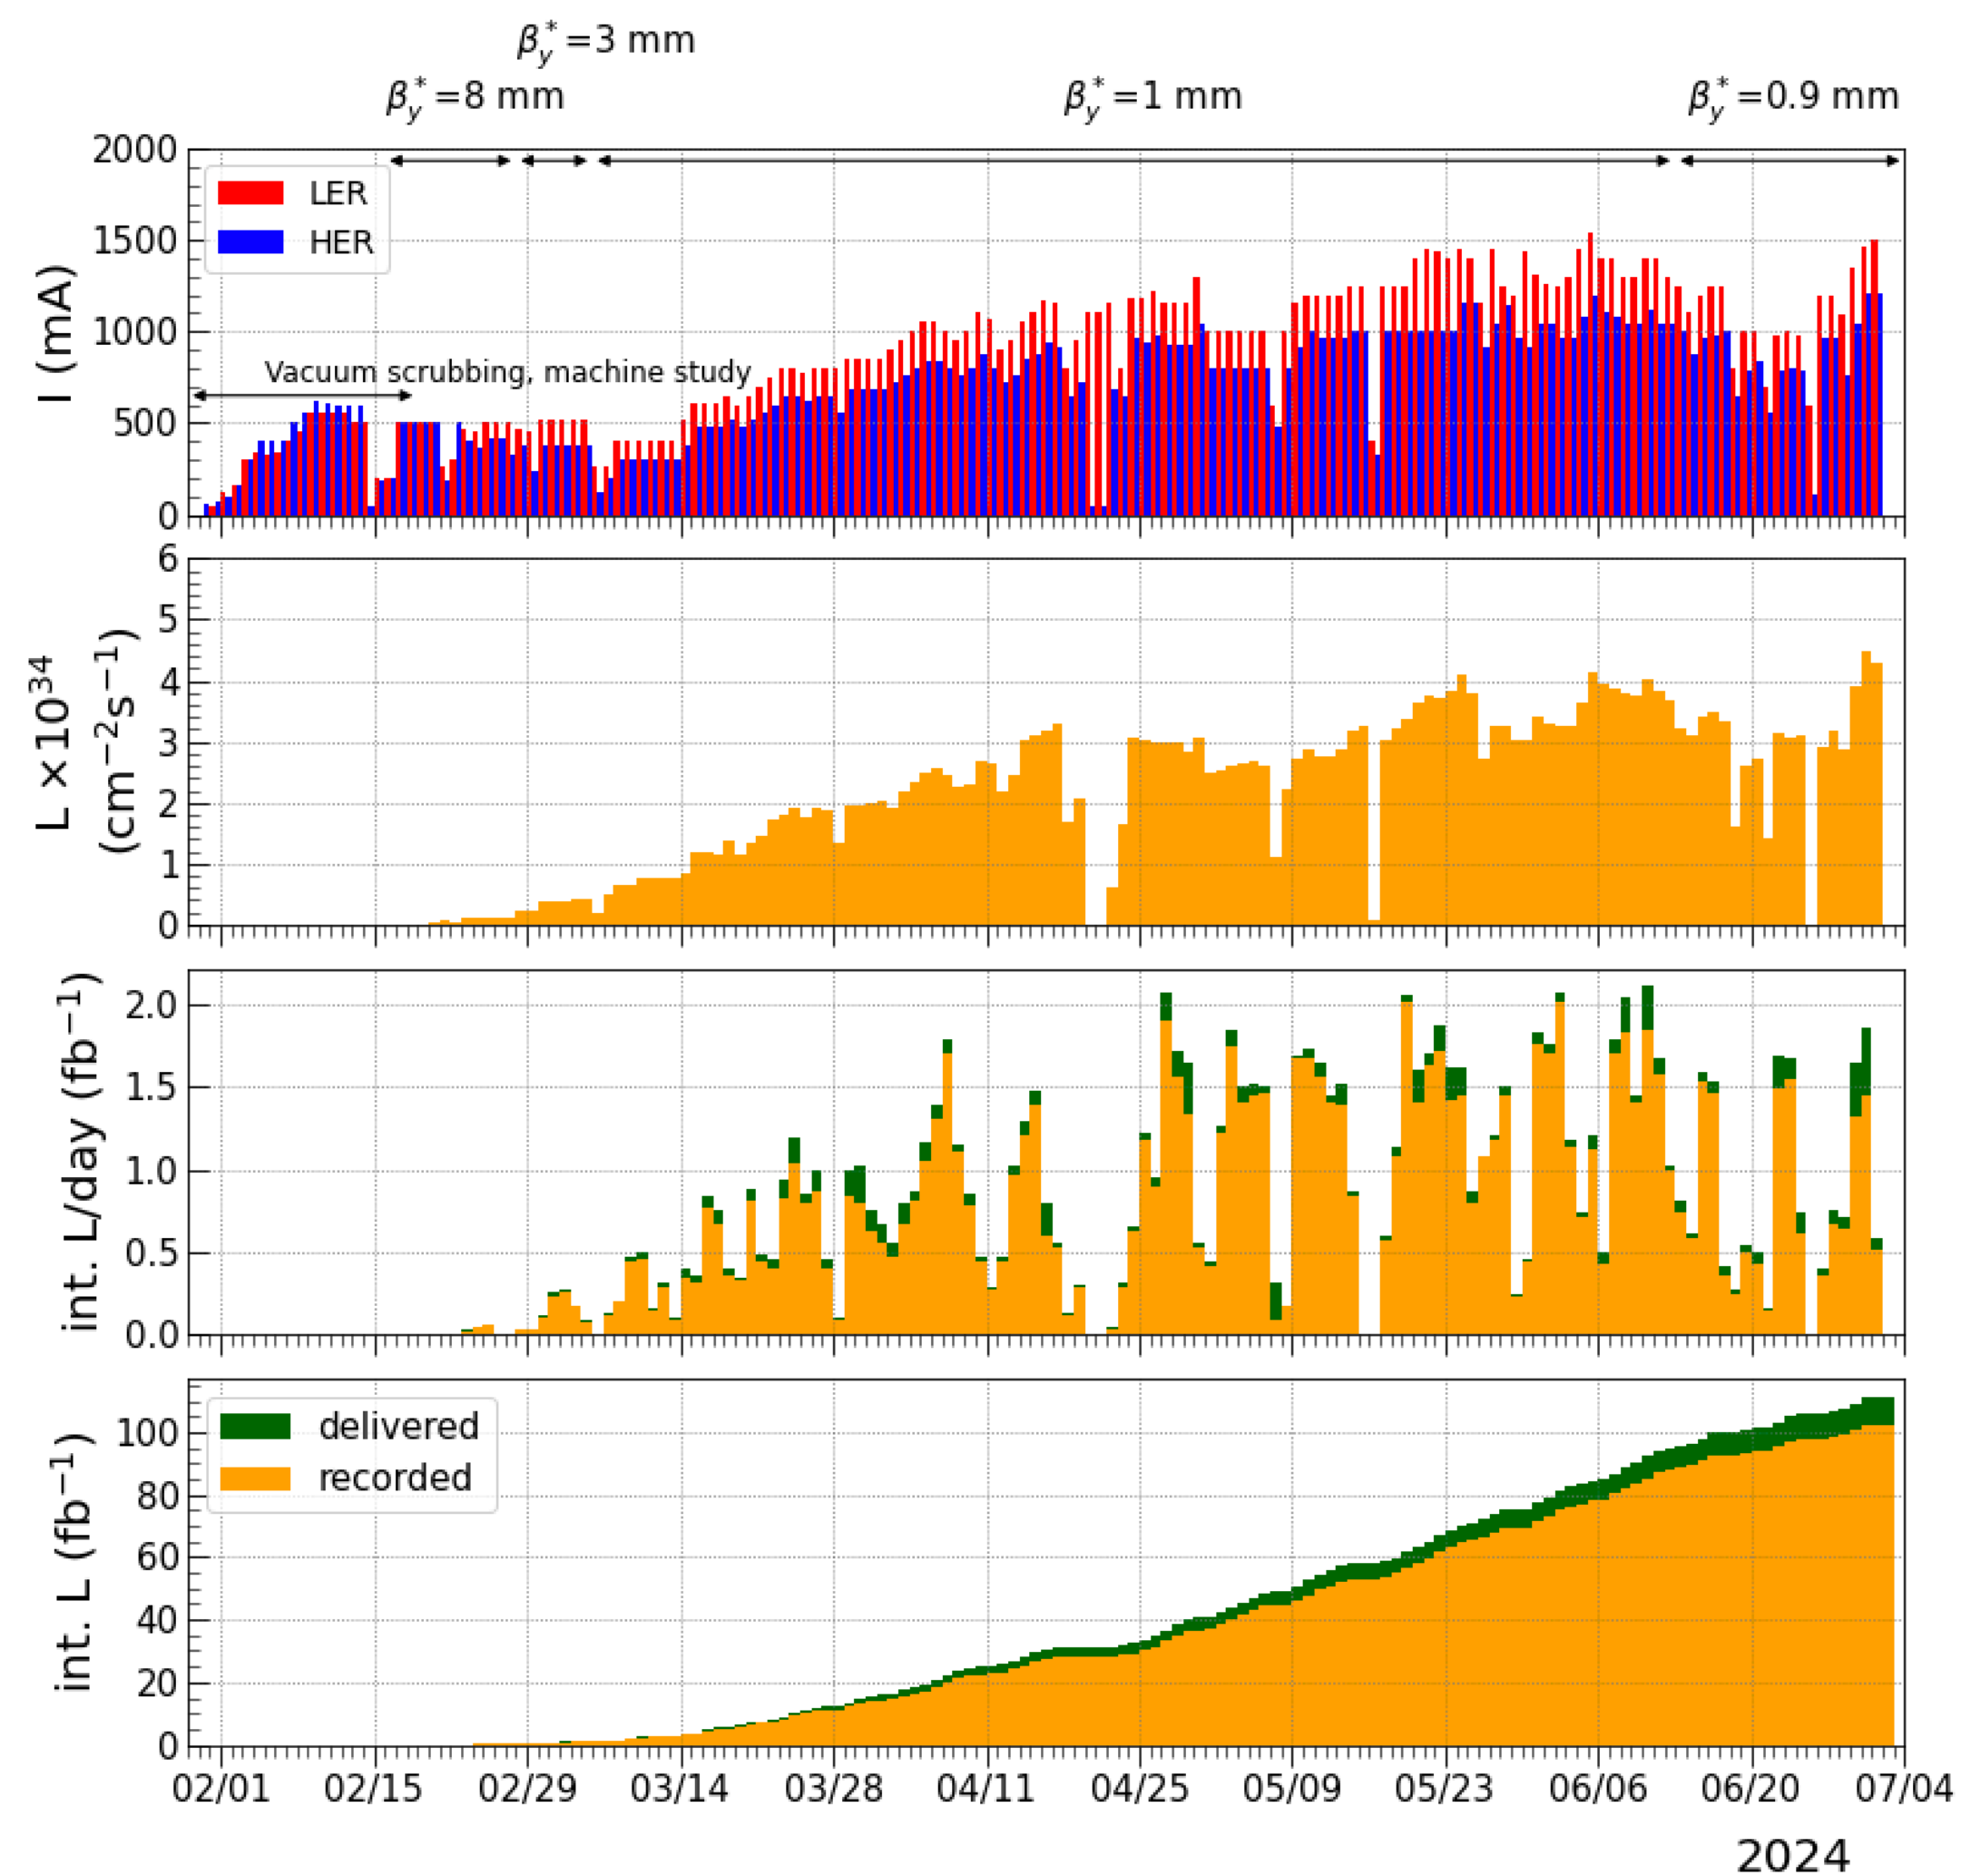 β*y=3 mm
β*y=8 mm
β*y=1 mm
β*y=0.9 mm
I (mA)
2000
1500
1000
500
0
LER
HER
Vacuum scrubbing, machine study
L ×10³⁴
(cm⁻²s⁻¹)
6
5
4
3
2
1
0
int. L/day (fb⁻¹)
2.0
1.5
1.0
0.5
0.0
int. L (fb⁻¹)
100
80
60
40
20
0
delivered
recorded
02/01 02/15 02/29 03/14 03/28 04/11 04/25 05/09 05/23 06/06 06/20 07/04
2024